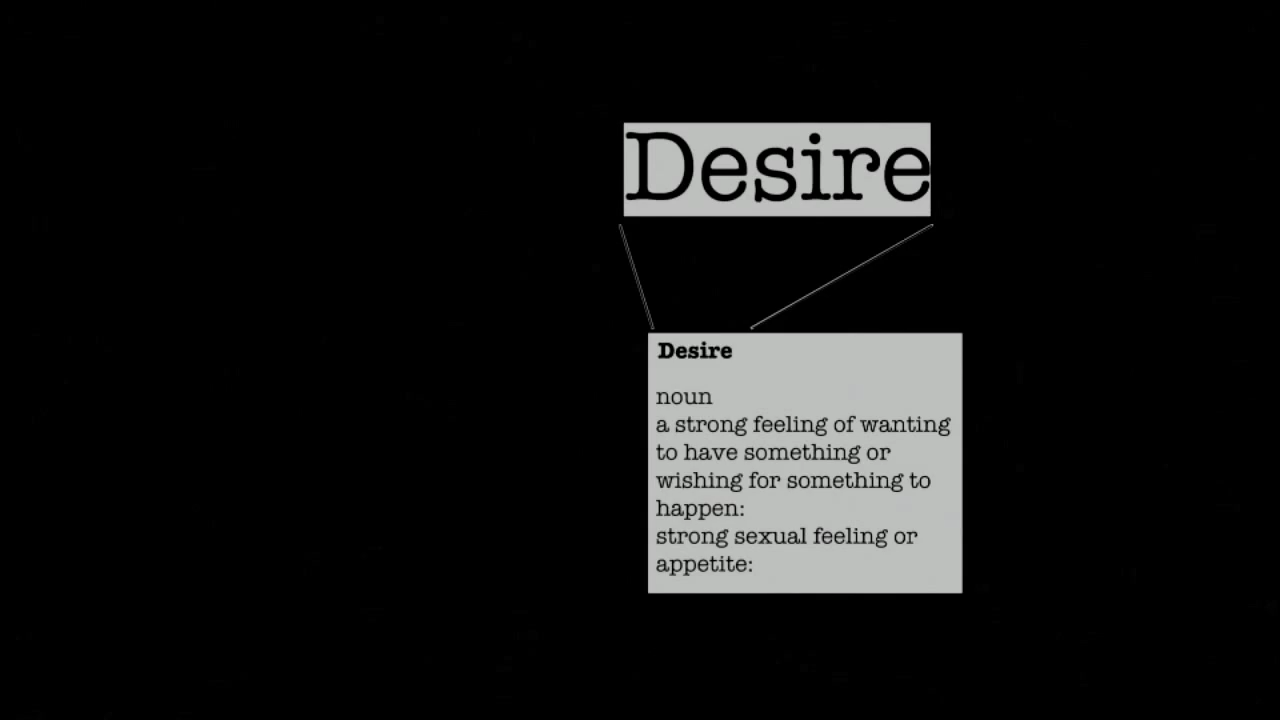 Desire
Desire
noun
a strong feeling of wanting
to have something or
wishing for something to
happen:
strong sexual feeling or
appetite: